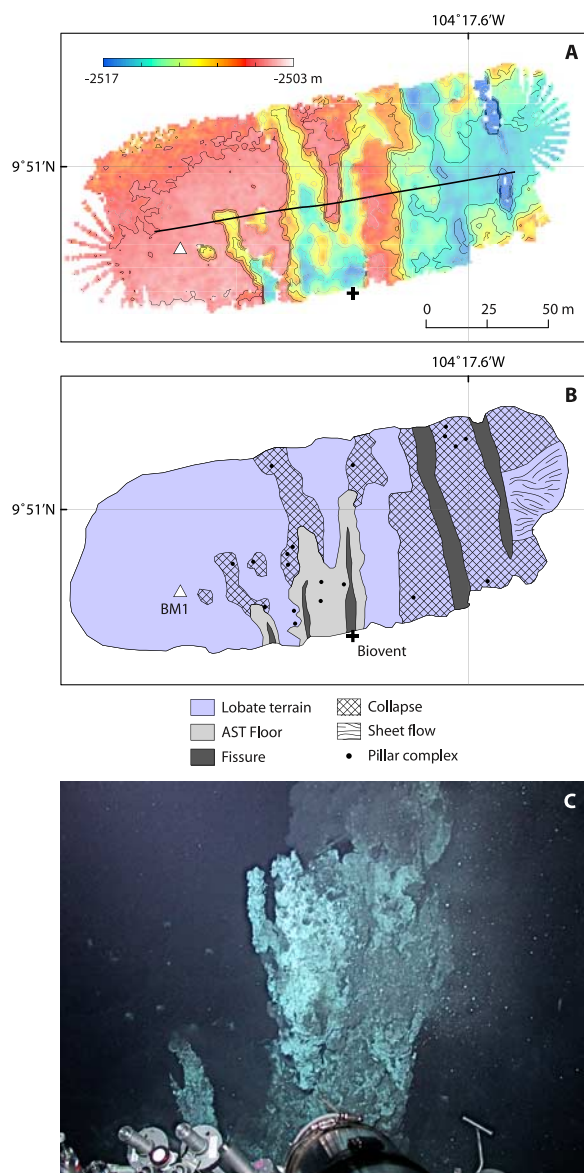 104°17.6'W
A
-2517
-2503 m
9°51'N
0 25 50 m
104°17.6'W
B
9°51'N
BM1
Biovent
Lobate terrain
Collapse
AST Floor
Sheet flow
Fissure
Pillar complex
C